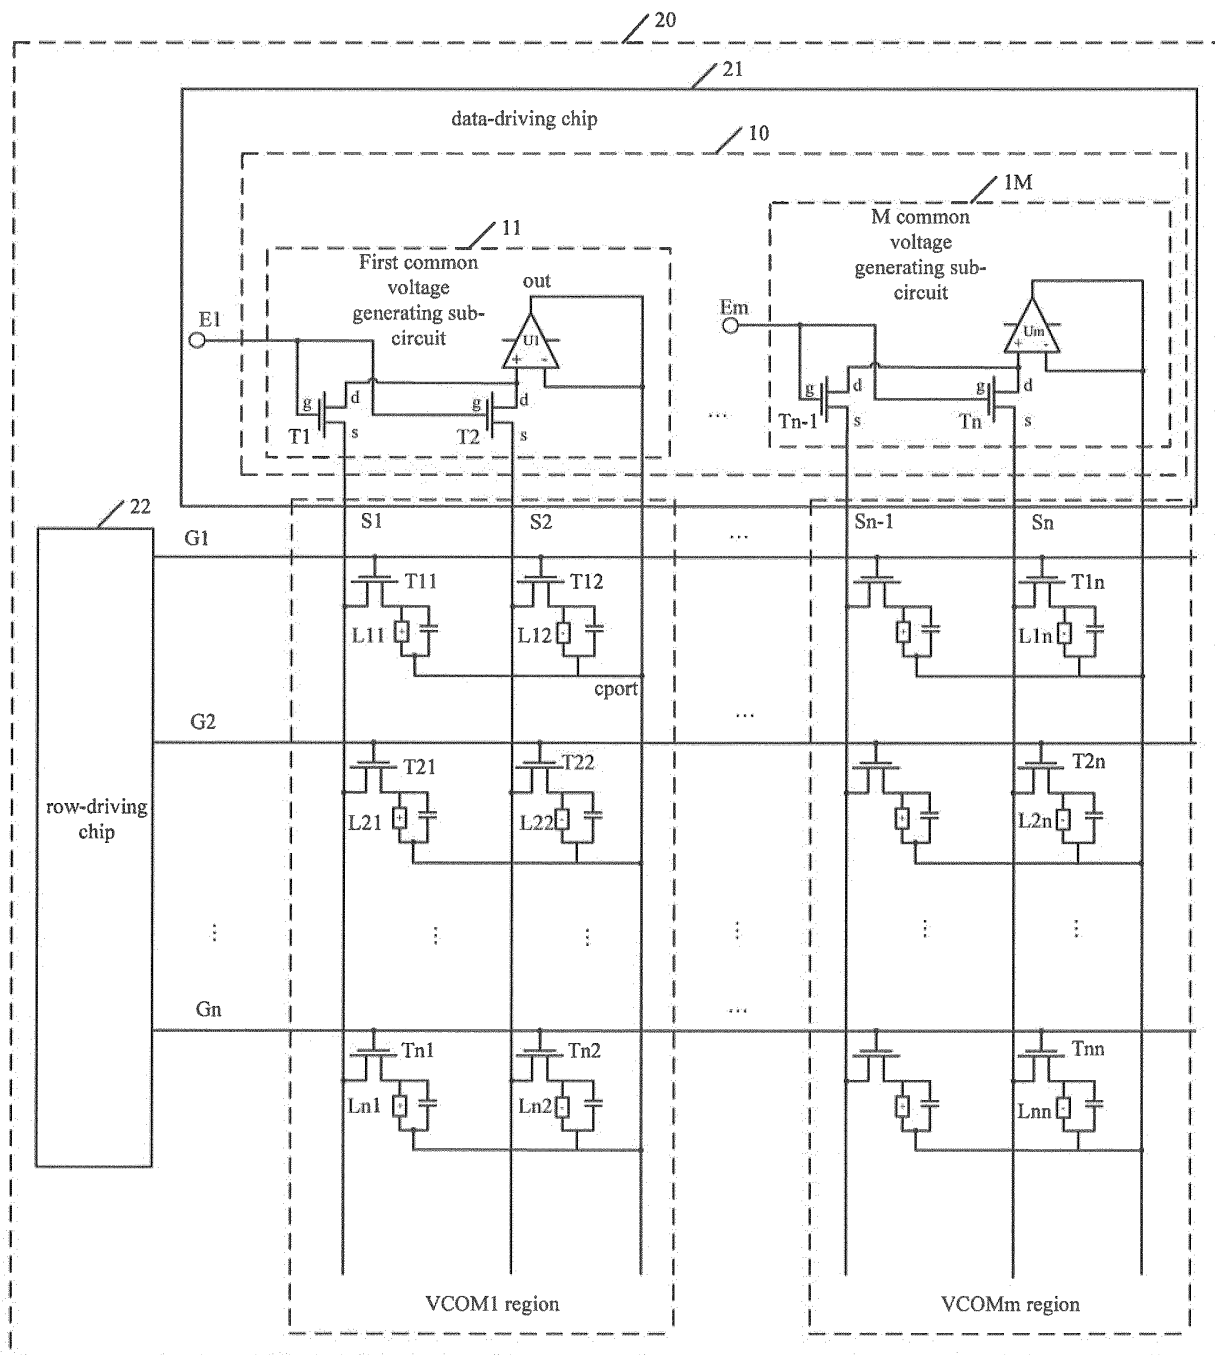 20
21
data-driving chip
10
1M
M common
voltage
generating sub-
circuit
11
First common
voltage
generating sub-
circuit
out
E1
Em
U1
+ -
Um
+ -
g d s T1
g d s T2
g d s Tn-1
g d s Tn
...
22
S1 S2 ... Sn-1 Sn
G1
T11 T12 T1n
L11 + L12 - + L1n -
cport
...
G2
T21 T22 T2n
L21 + L22 - + L2n -
row-driving
chip
... ... ... ... ... ...
Gn ...
Tn1 Tn2 Tnn
Ln1 + Ln2 - + Lnn -
VCOM1 region VCOMm region